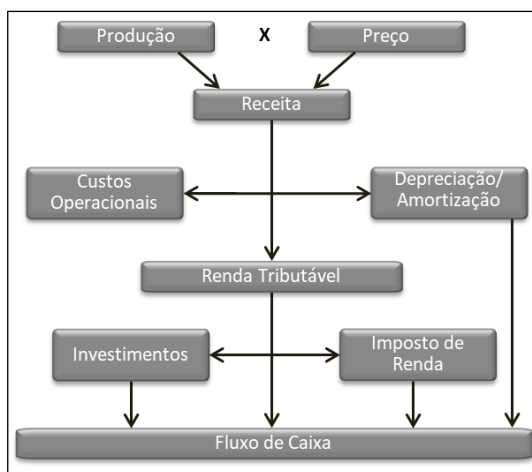 Produção X Preço
Receita
Custos
Operacionais
Depreciação/
Amortização
Renda Tributável
Investimentos
Imposto de
Renda
Fluxo de Caixa